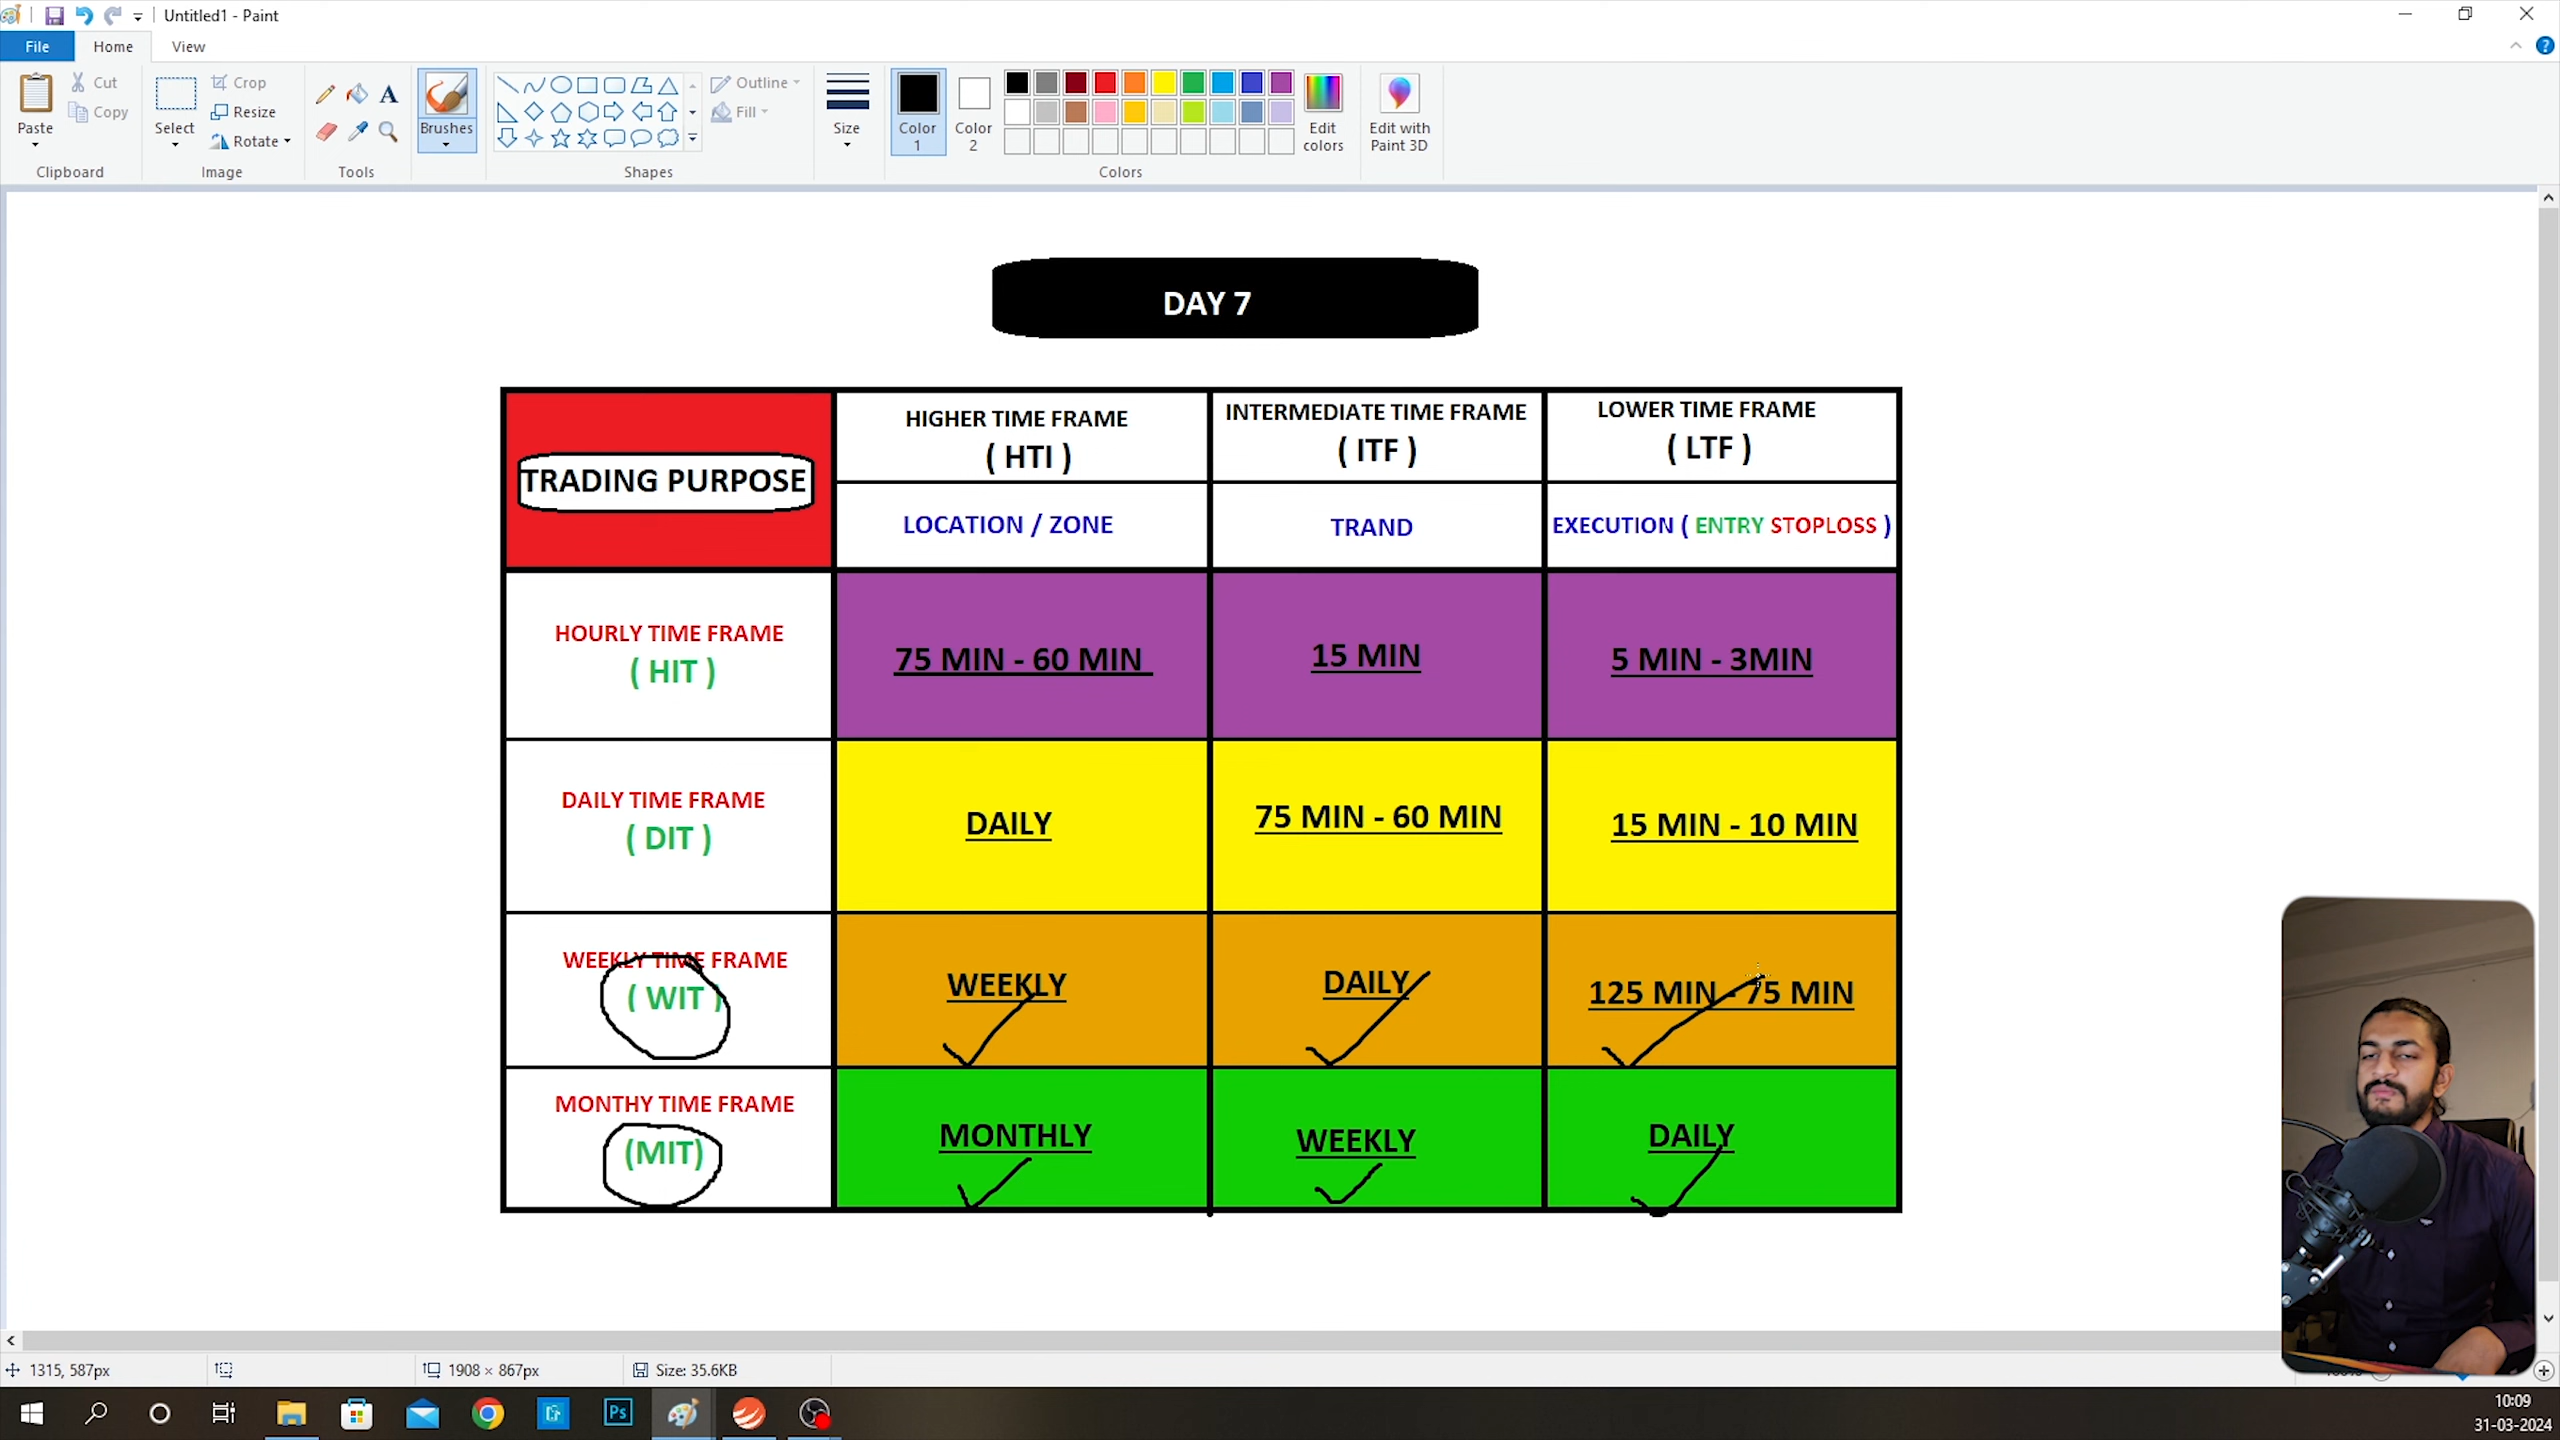 Untitled1 - Paint
File Home View
Paste Cut Copy
Clipboard
Select Crop Resize Rotate
Image
Tools
Brushes
Shapes
Outline
Fill
Size
Color 1
Color 2
Colors
Edit colors
Edit with Paint 3D
DAY 7
TRADING PURPOSE
HIGHER TIME FRAME
( HTI )
INTERMEDIATE TIME FRAME
( ITF )
LOWER TIME FRAME
( LTF )
LOCATION / ZONE
TRAND
EXECUTION ( ENTRY STOPLOSS )
HOURLY TIME FRAME
( HIT )
75 MIN - 60 MIN
15 MIN
5 MIN - 3MIN
DAILY TIME FRAME
( DIT )
DAILY
75 MIN - 60 MIN
15 MIN - 10 MIN
WEEKLY TIME FRAME
( WIT )
WEEKLY
DAILY
125 MIN - 75 MIN
MONTHY TIME FRAME
(MIT)
MONTHLY
WEEKLY
DAILY
1315, 587px
1908 × 867px
Size: 35.6KB
Ps
10:09
31-03-2024